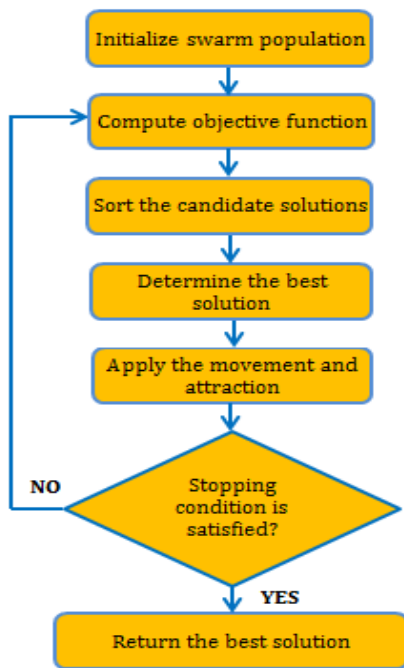 Initialize swarm population
Compute objective function
Sort the candidate solutions
Determine the best
solution
Apply the movement and
attraction
Stopping
condition is
satisfied?
NO
YES
Return the best solution